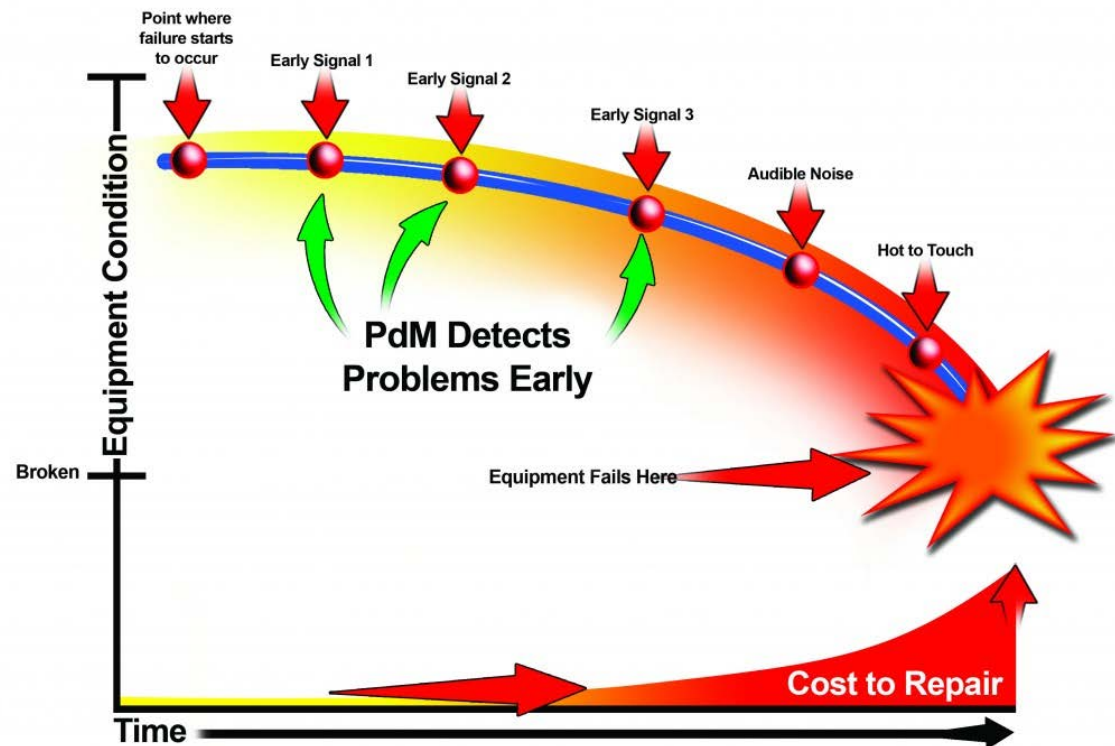 Point where
failure starts
to occur
Early Signal 1
Early Signal 2
Early Signal 3
Audible Noise
Hot to Touch
Equipment Condition
PdM Detects
Problems Early
Broken
Equipment Fails Here
Cost to Repair
Time